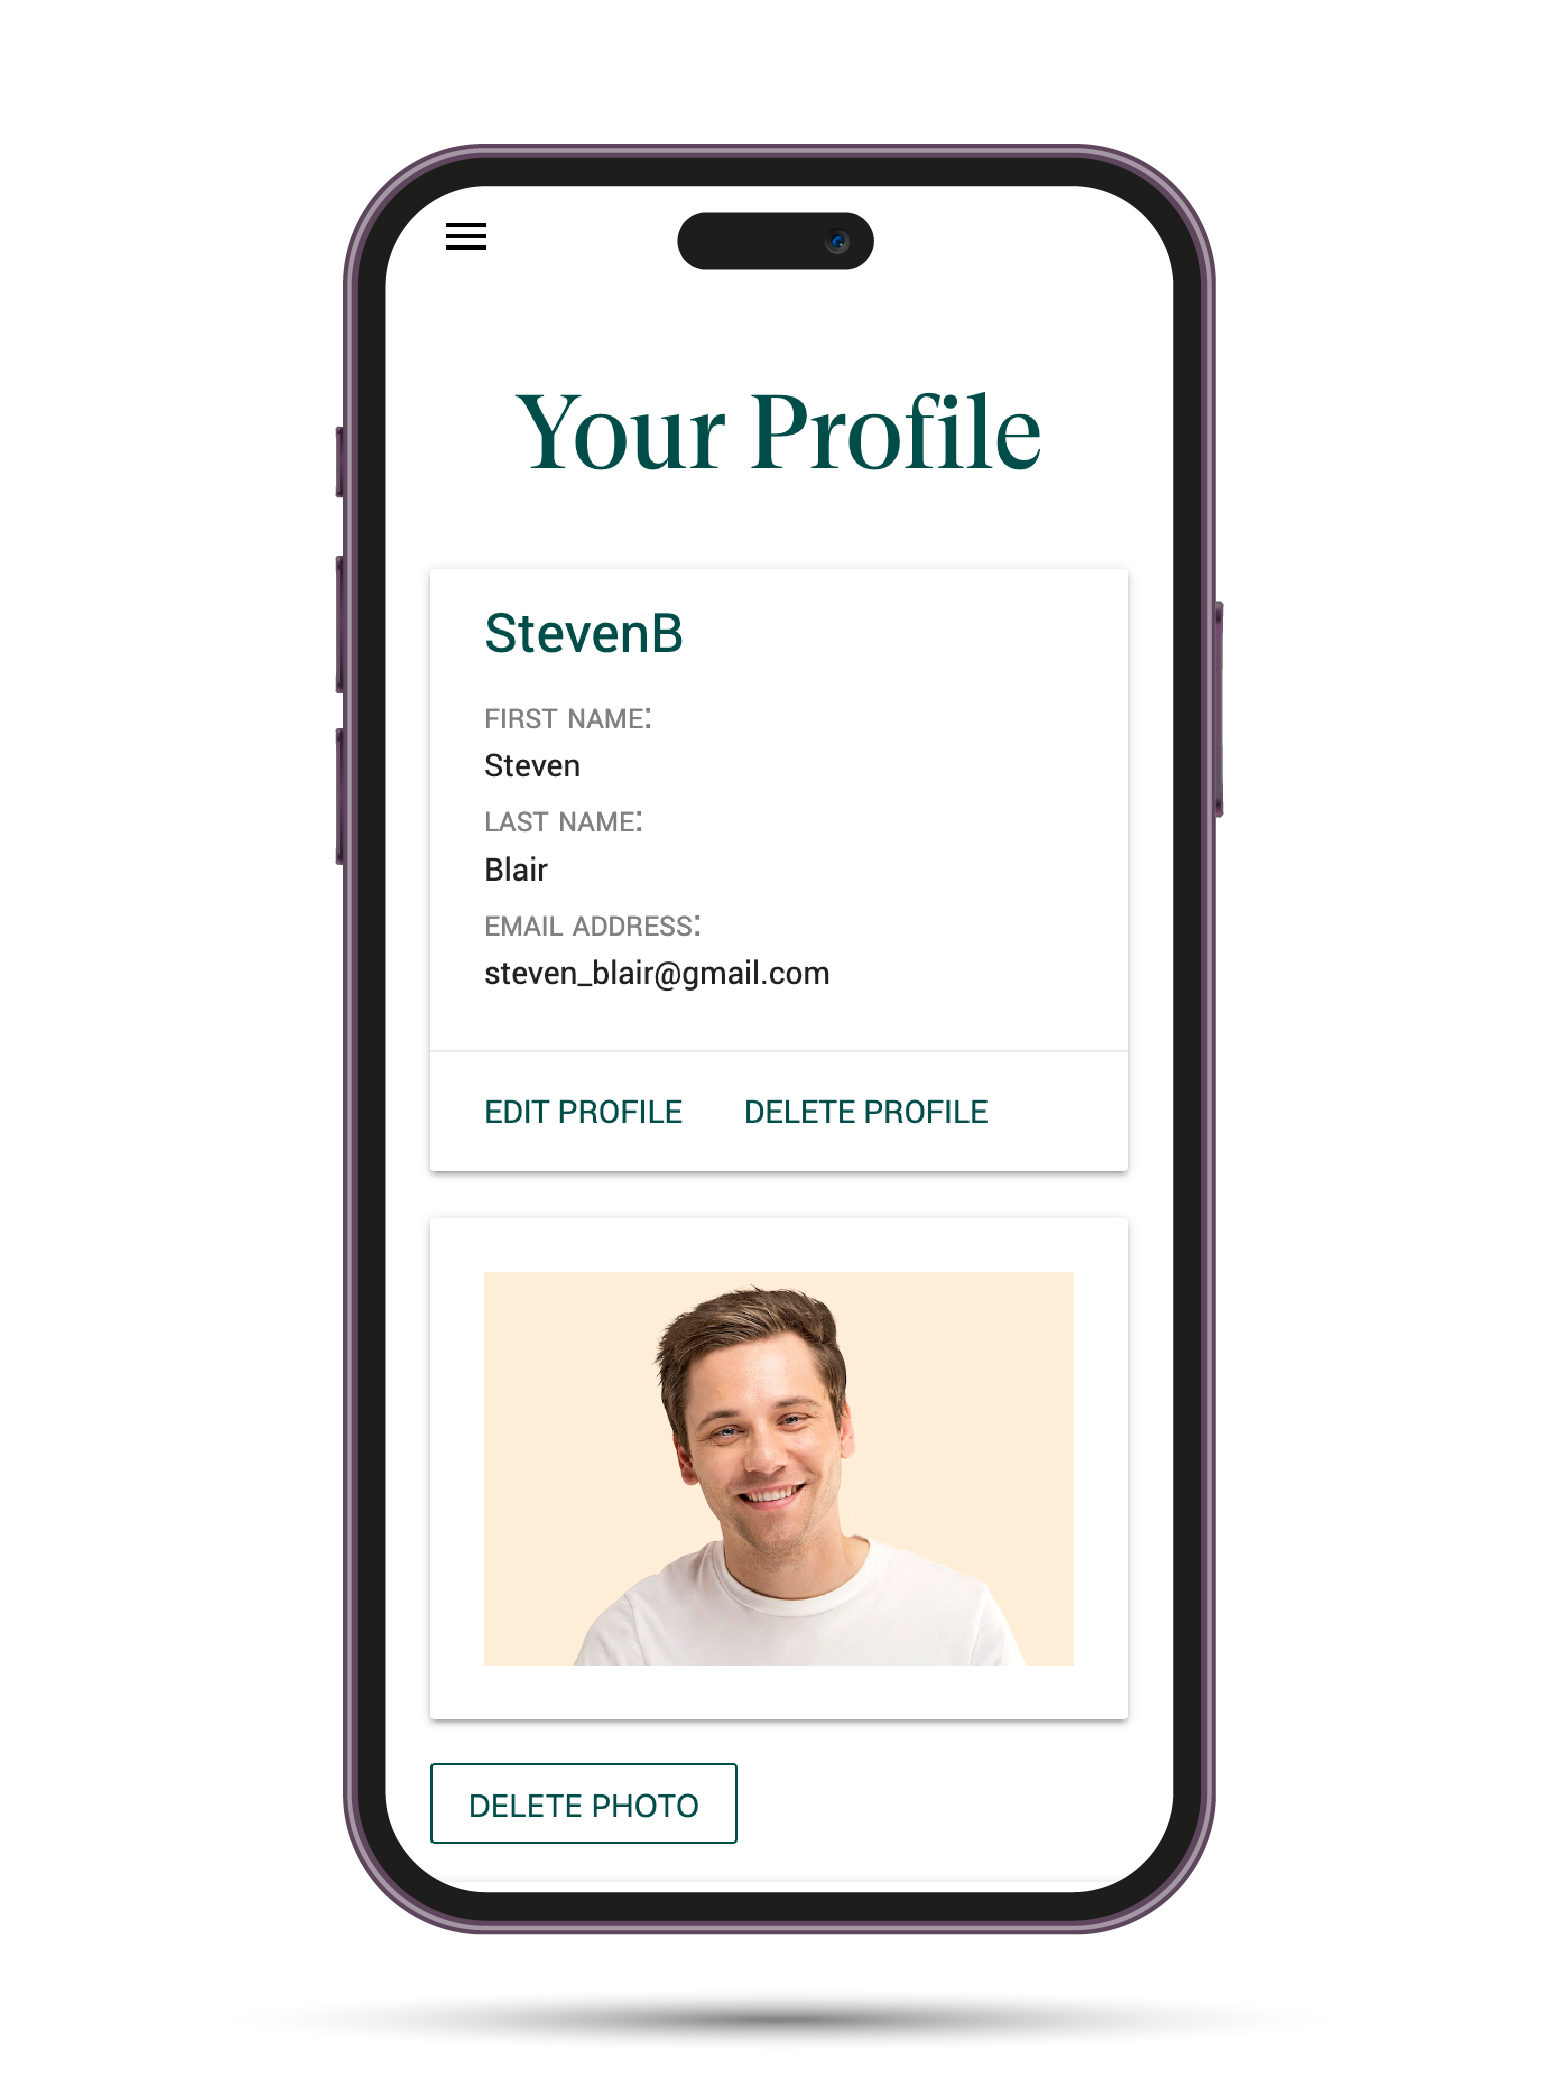 Your Profile
StevenB
FIRST NAME:
Steven
LAST NAME:
Blair
EMAIL ADDRESS:
steven_blair@gmail.com
EDIT PROFILE DELETE PROFILE
DELETE PHOTO